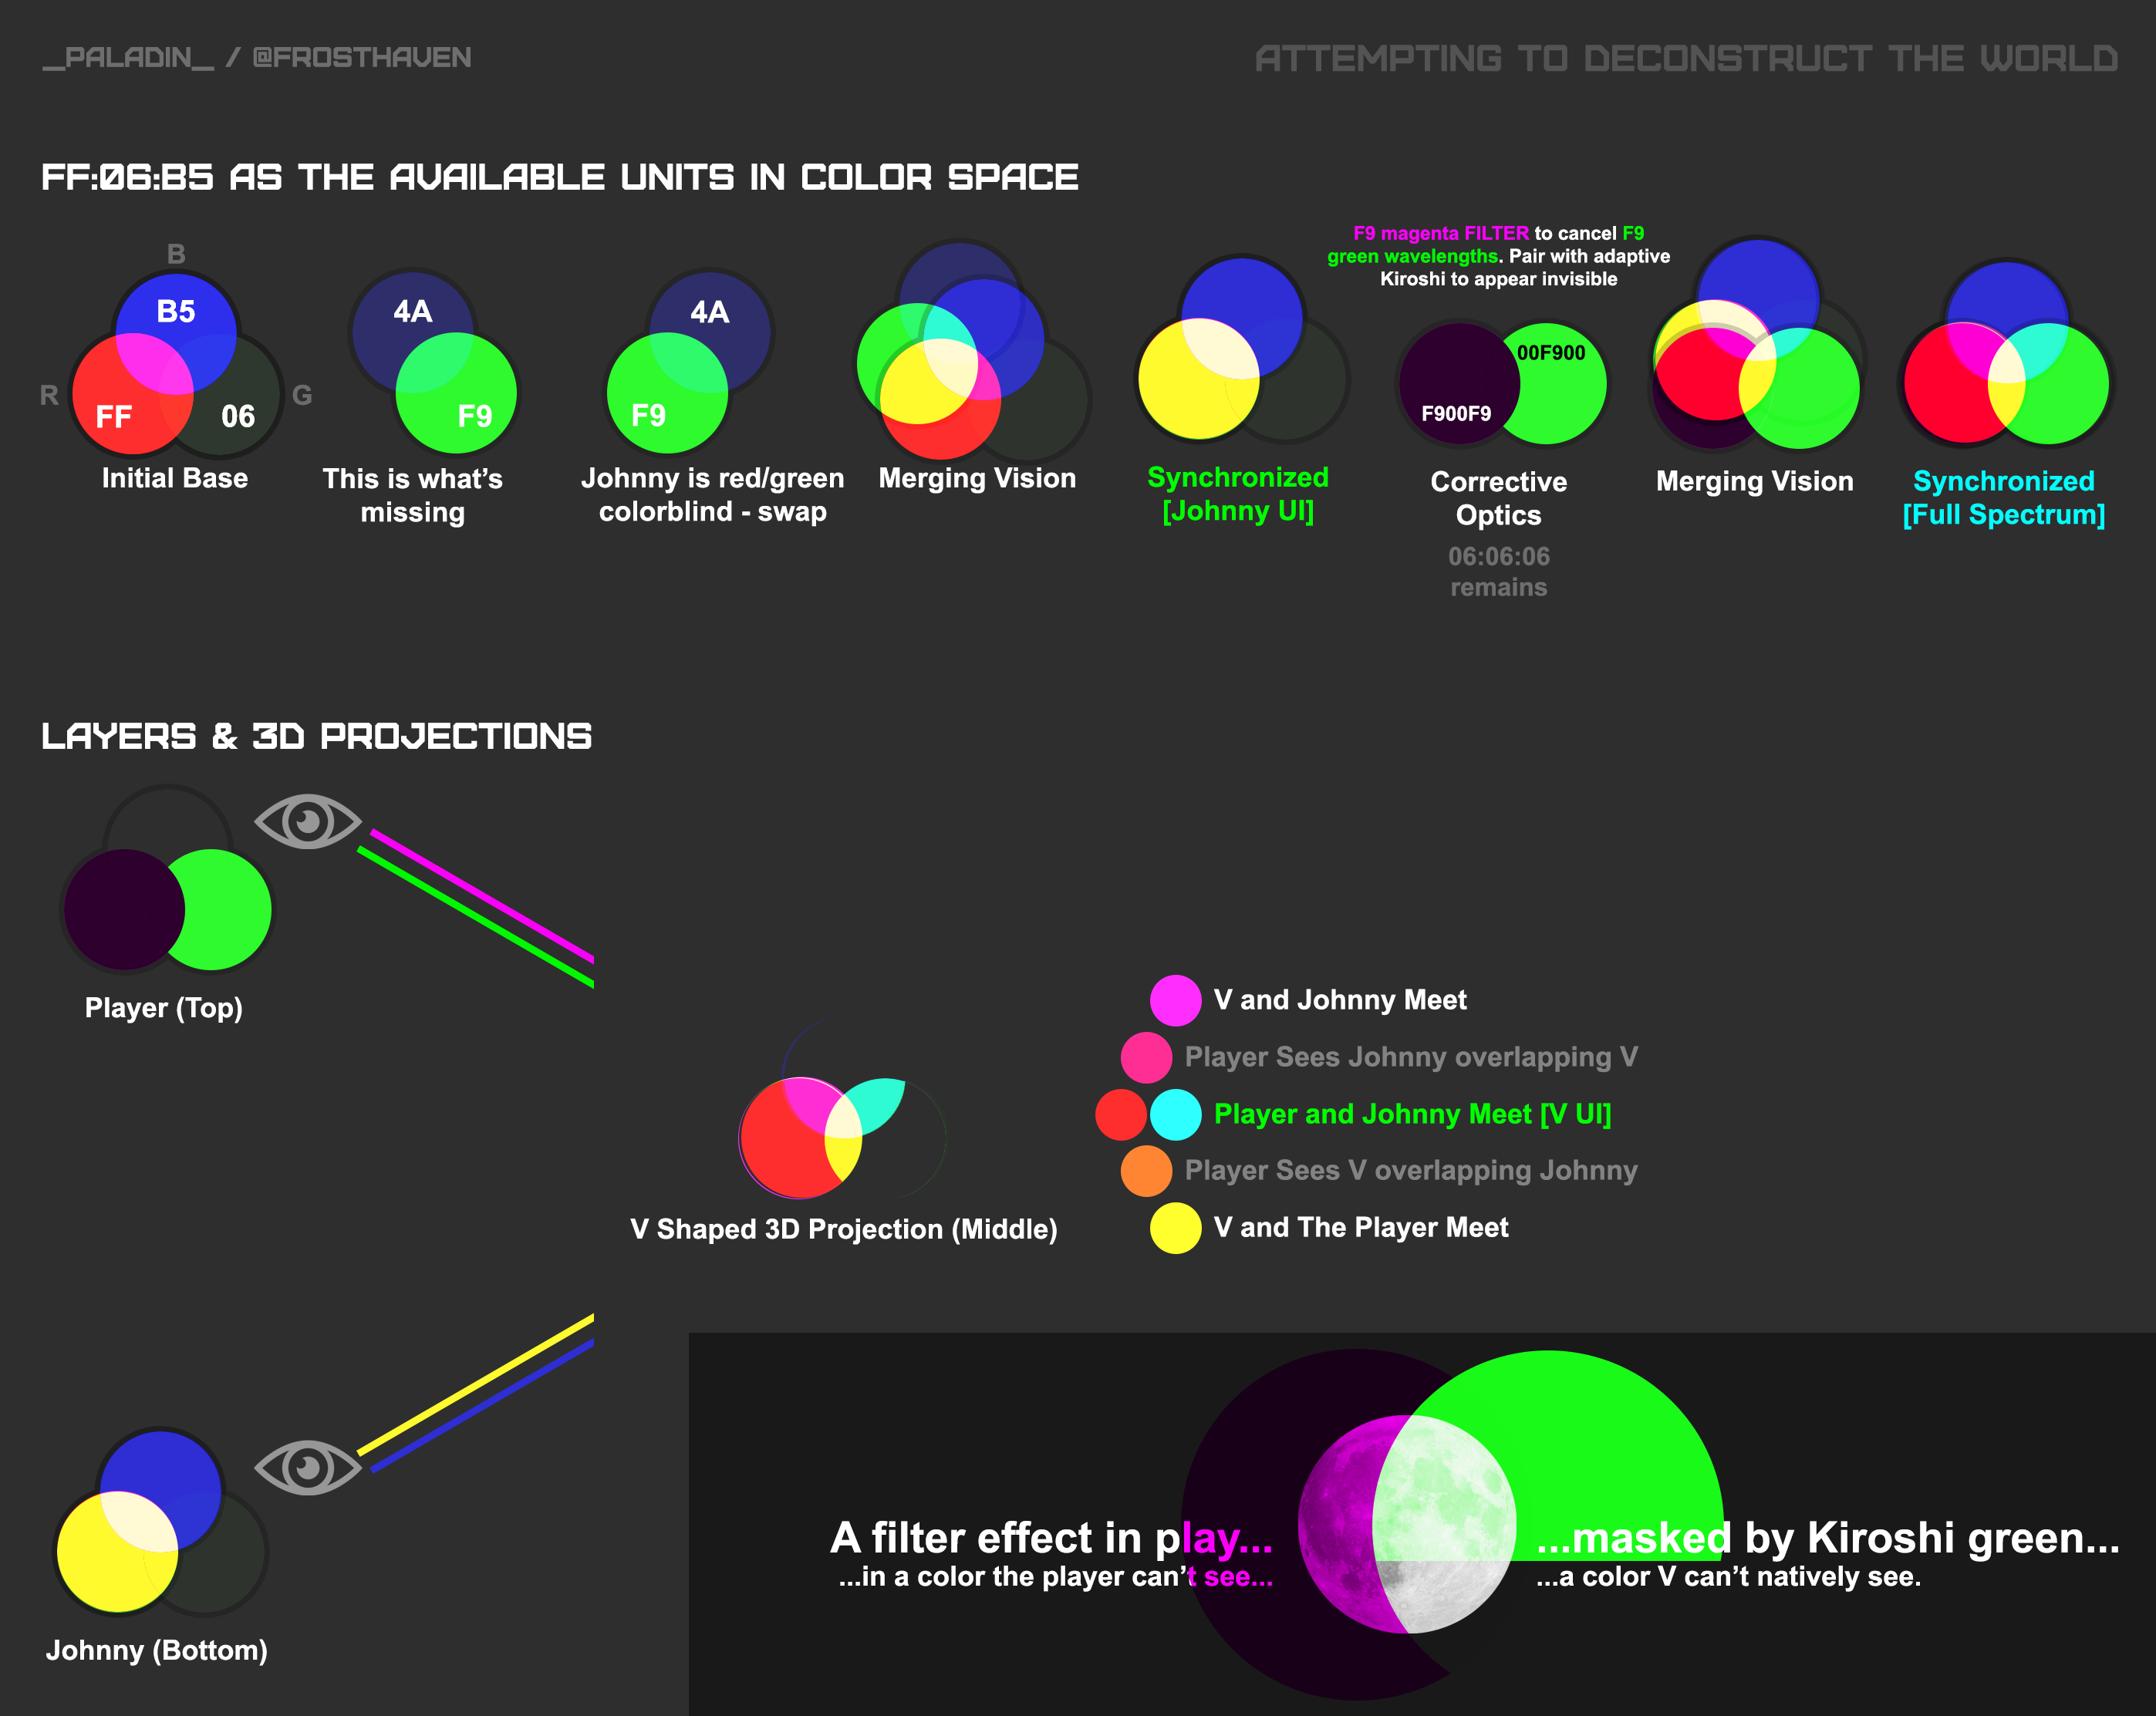 _PALADIN_ / @FROSTHAVEN
ATTEMPTING TO DECONSTRUCT THE WORLD
FF:06:B5 AS THE AVAILABLE UNITS IN COLOR SPACE
B
R
G
B5
FF
06
Initial Base
4A
F9
This is what’s
missing
4A
F9
Johnny is red/green
colorblind - swap
Merging Vision
Synchronized
[Johnny UI]
F9 magenta FILTER to cancel F9
green wavelengths. Pair with adaptive
Kiroshi to appear invisible
00F900
F900F9
Corrective
Optics
06:06:06
remains
Merging Vision
Synchronized
[Full Spectrum]
LAYERS & 3D PROJECTIONS
Player (Top)
V Shaped 3D Projection (Middle)
V and Johnny Meet
Player Sees Johnny overlapping V
Player and Johnny Meet [V UI]
Player Sees V overlapping Johnny
V and The Player Meet
Johnny (Bottom)
A filter effect in play...
...in a color the player can’t see...
...masked by Kiroshi green...
...a color V can’t natively see.